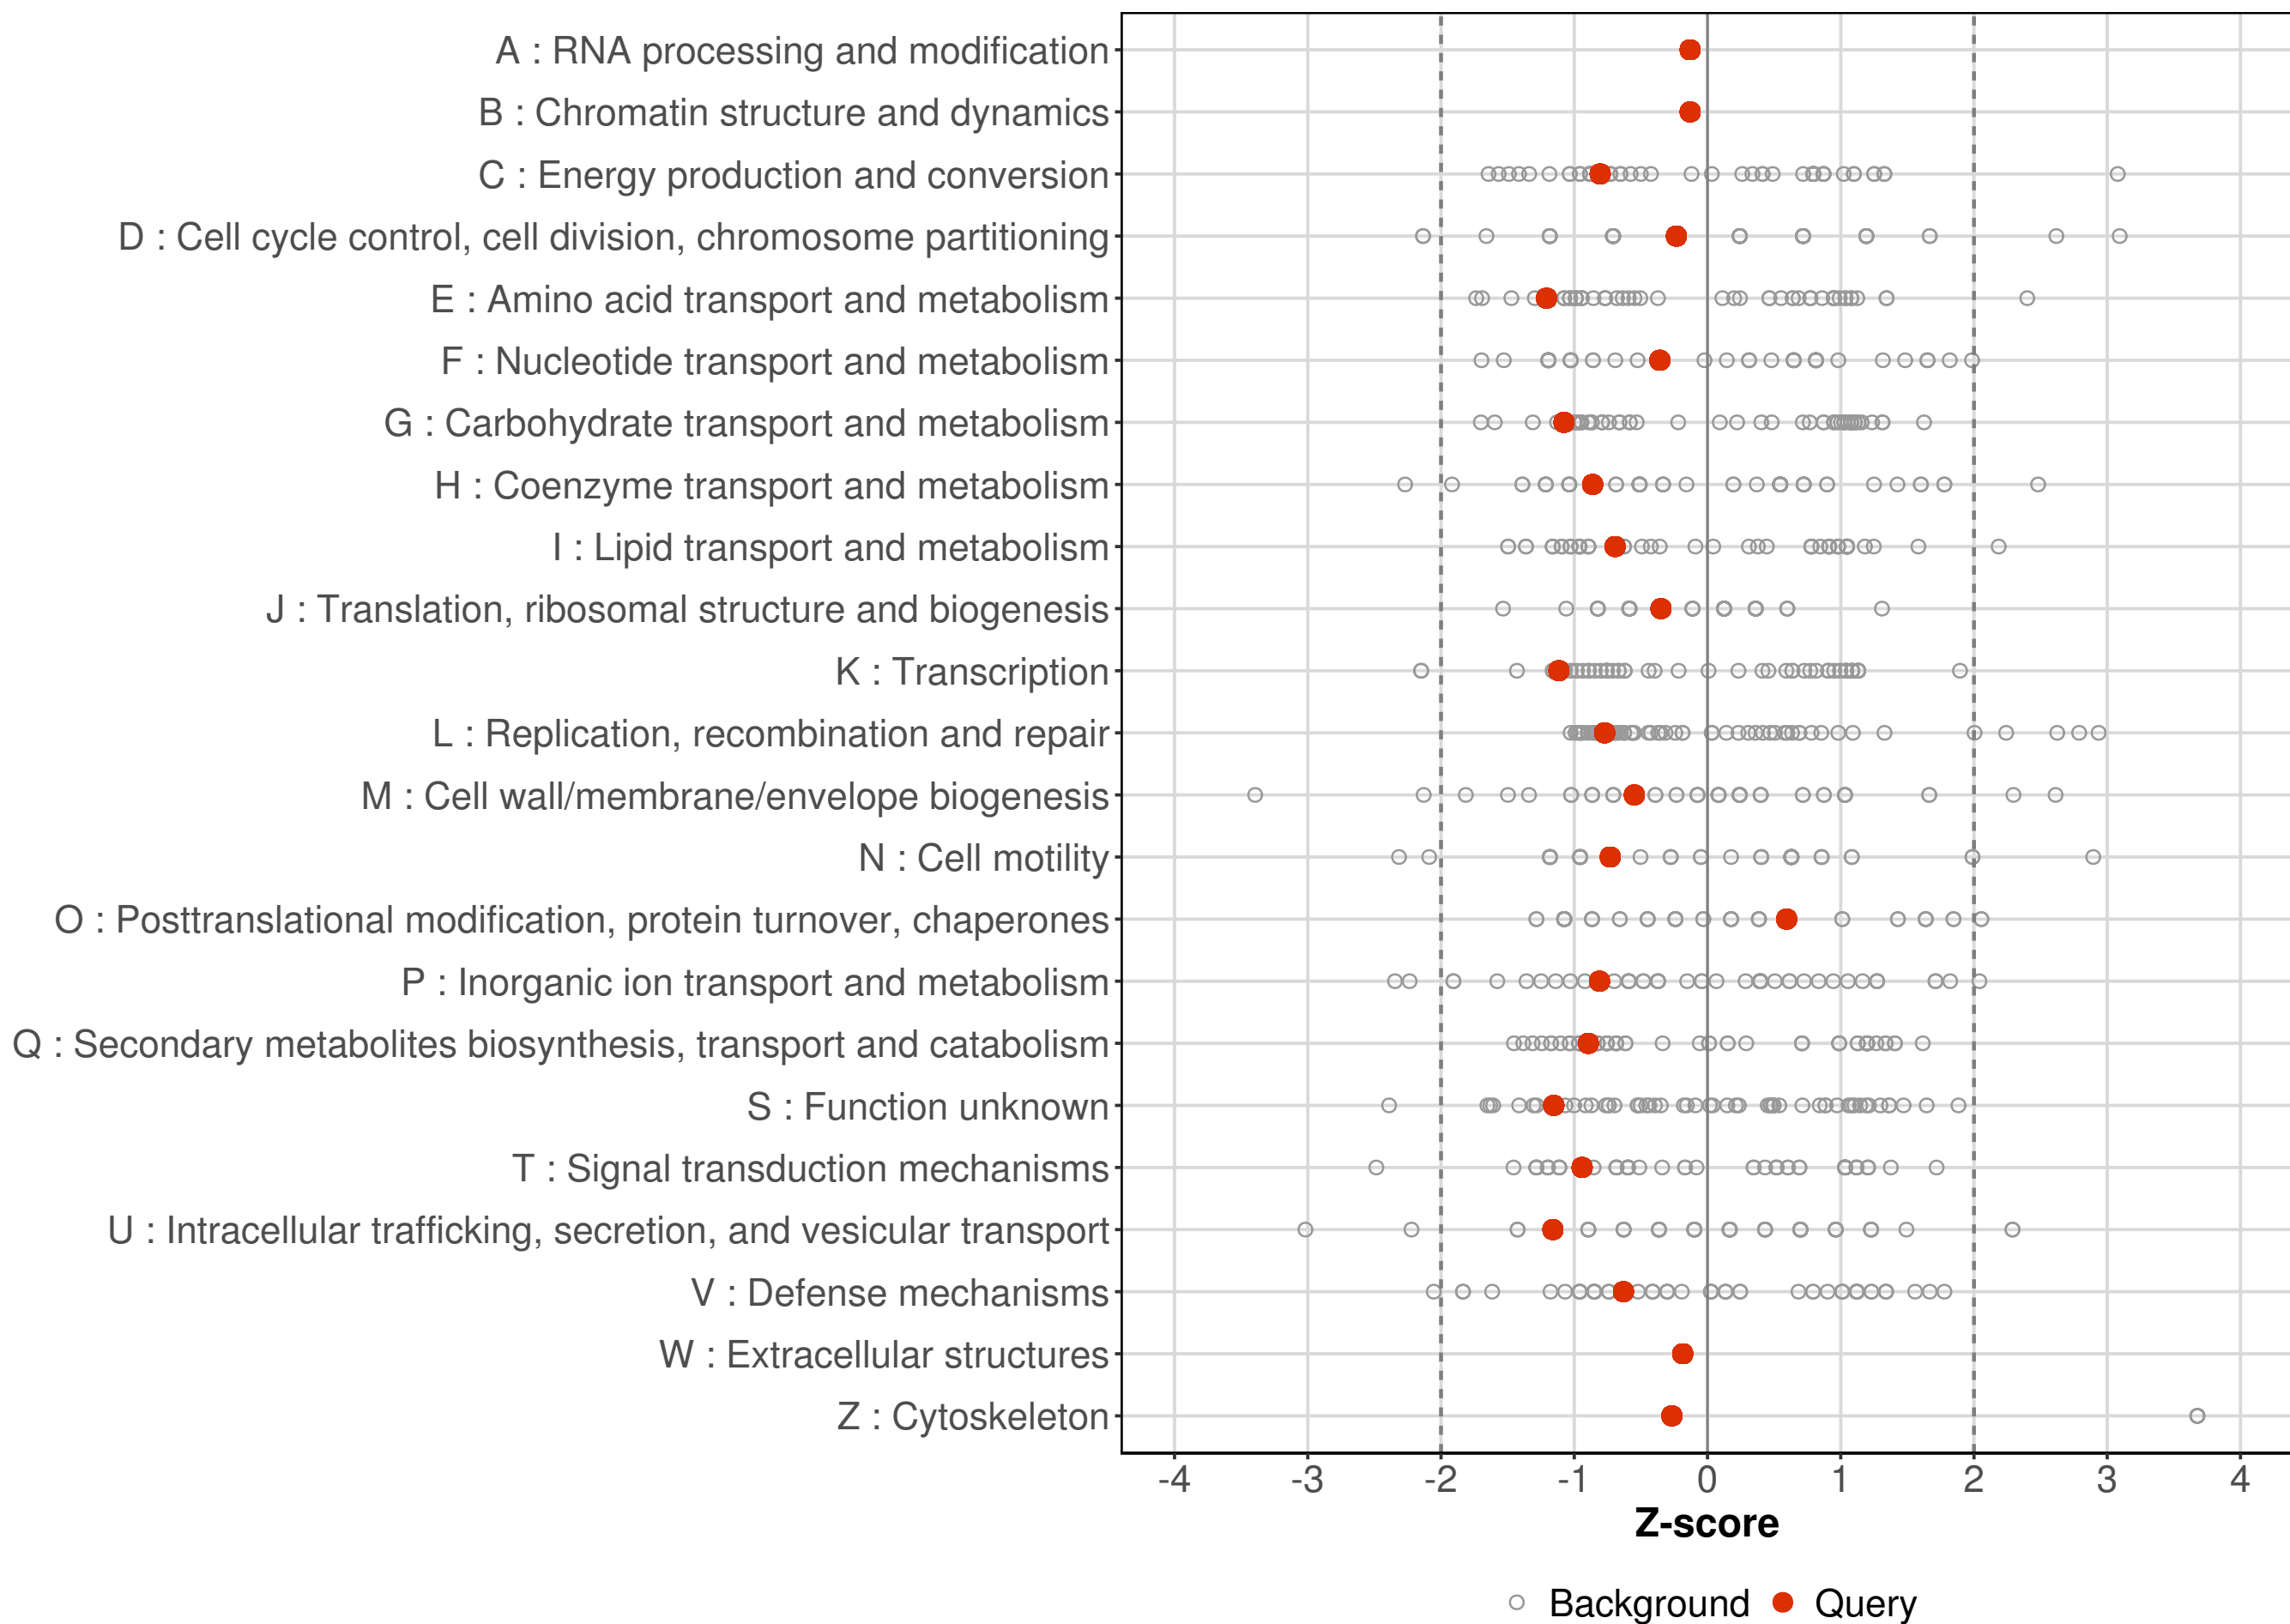 A : RNA processing and modification
B : Chromatin structure and dynamics
C : Energy production and conversion
D : Cell cycle control, cell division, chromosome partitioning
E : Amino acid transport and metabolism
F : Nucleotide transport and metabolism
G : Carbohydrate transport and metabolism
H : Coenzyme transport and metabolism
I : Lipid transport and metabolism
J : Translation, ribosomal structure and biogenesis
K : Transcription
L : Replication, recombination and repair
M : Cell wall/membrane/envelope biogenesis
N : Cell motility
O : Posttranslational modification, protein turnover, chaperones
P : Inorganic ion transport and metabolism
Q : Secondary metabolites biosynthesis, transport and catabolism
S : Function unknown
T : Signal transduction mechanisms
U : Intracellular trafficking, secretion, and vesicular transport
V : Defense mechanisms
W : Extracellular structures
Z : Cytoskeleton
-4 -3 -2 -1 0 1 2 3 4
Z-score
Background Query